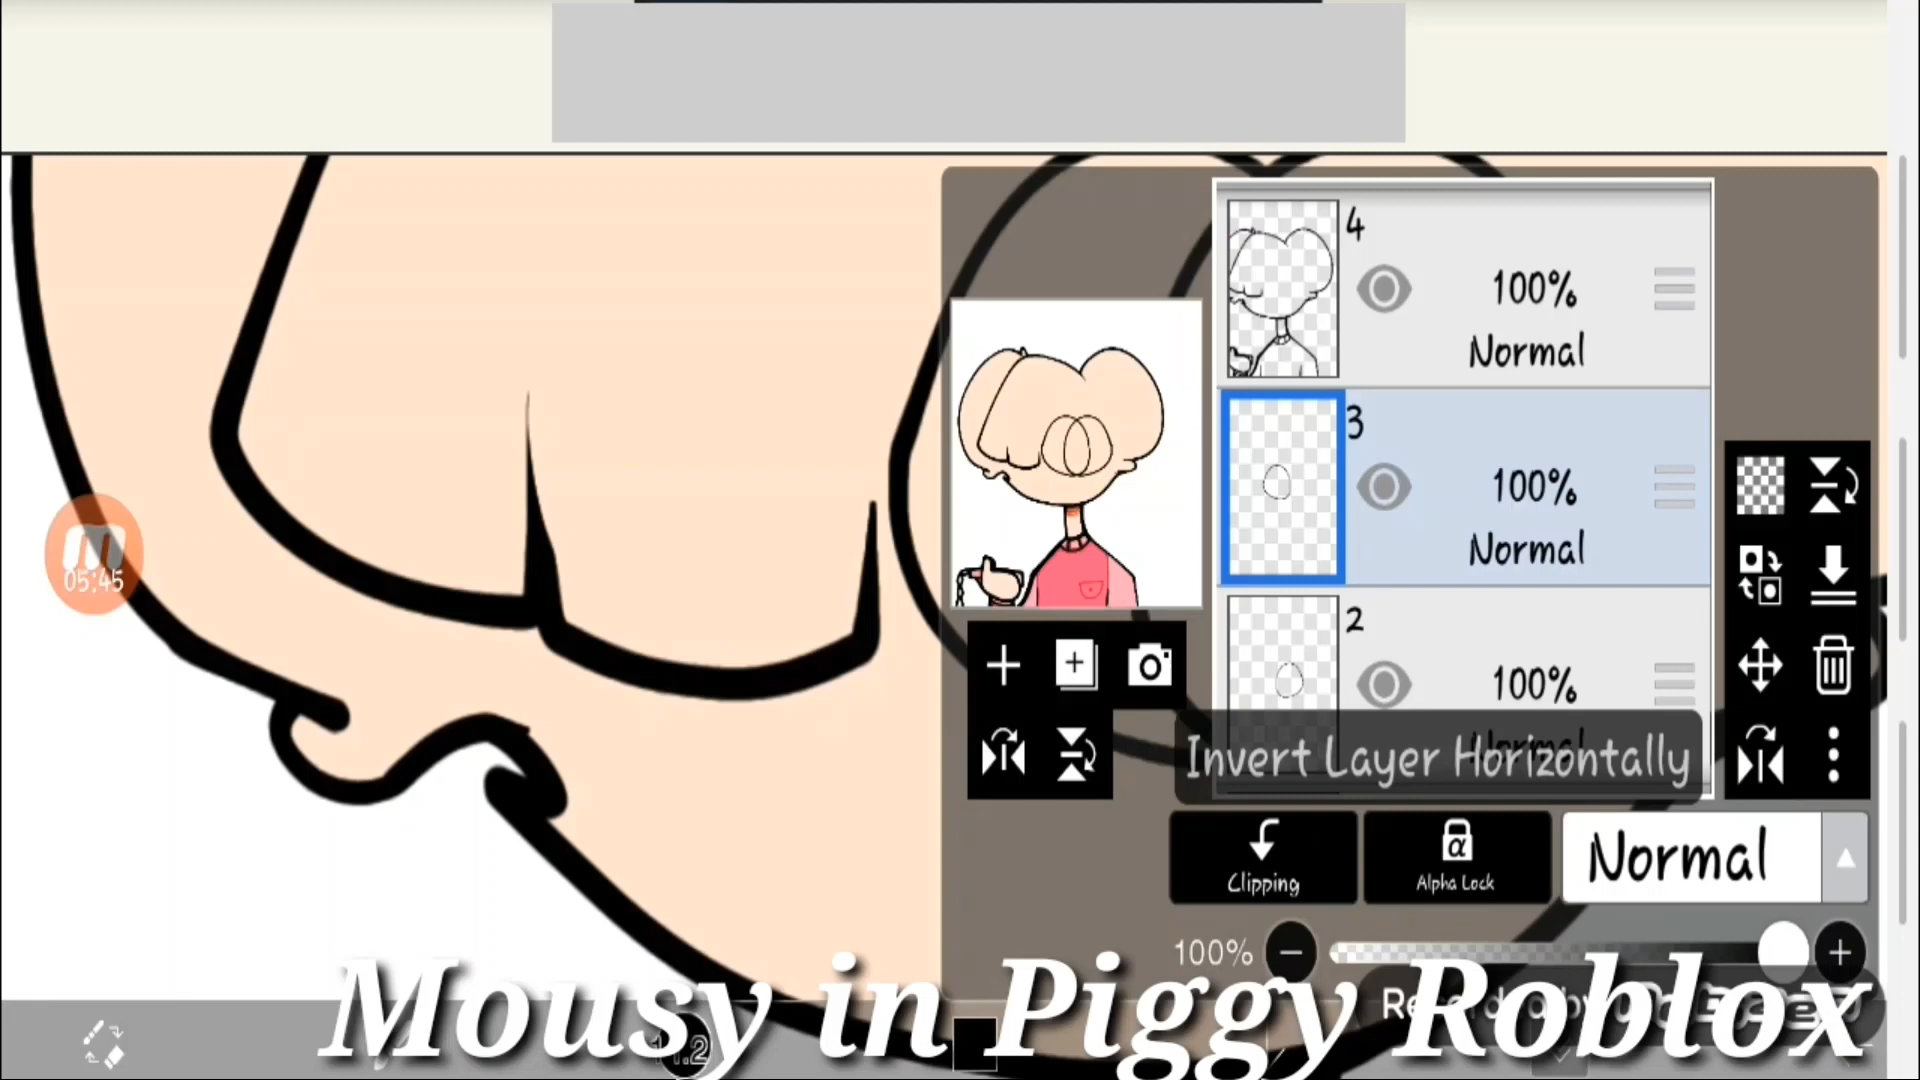 4
100%
Normal
3
100%
Normal
2
100%
Invert Layer Horizontally
05:45
Clipping
Alpha Lock
Normal
100%
Mousy in Piggy Roblox